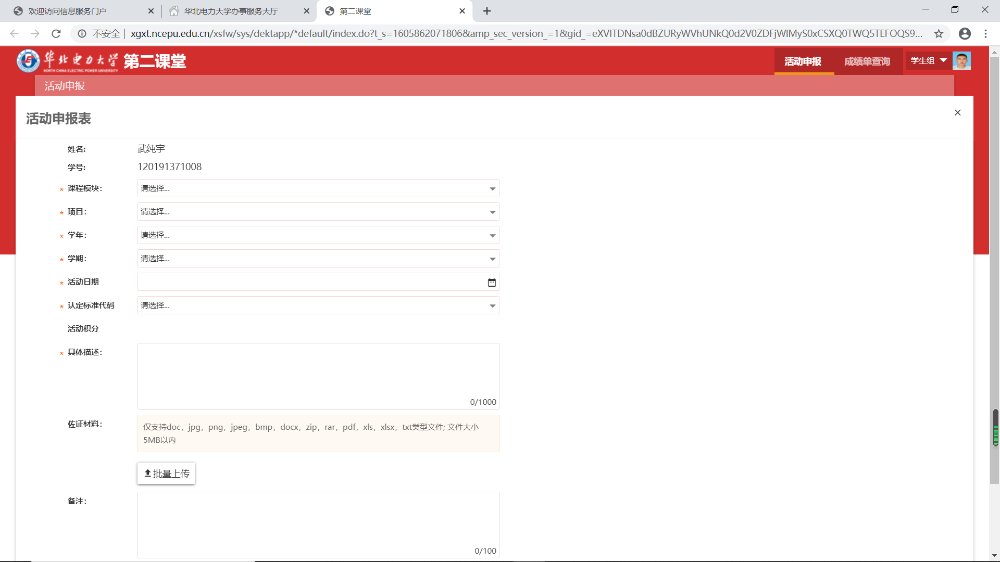 欢迎访问信息服务门户
华北电力大学办事服务大厅
第二课堂
不安全
xgxt.ncepu.edu.cn/xsfw/sys/dektapp/*default/index.do?t_s=1605862071806&amp_sec_version_=1&gid_=eXVITDNsa0dBZURyWVhUNkQ0d2V0ZDFjWlMyS0xCSXQ0TWQ5TEFOQS9...
华北电力大学 第二课堂
NORTH CHINA ELECTRIC POWER UNIVERSITY
活动申报
成绩单查询
学生组
活动申报
活动申报表
姓名: 武纯宇
学号: 120191371008
* 课程模块: 请选择...
* 项目: 请选择...
* 学年: 请选择...
* 学期: 请选择...
* 活动日期
* 认定标准代码 请选择...
活动积分
* 具体描述:
0/1000
佐证材料: 仅支持doc，jpg，png，jpeg，bmp，docx，zip，rar，pdf，xls，xlsx，txt类型文件; 文件大小
5MB以内
批量上传
备注:
0/100